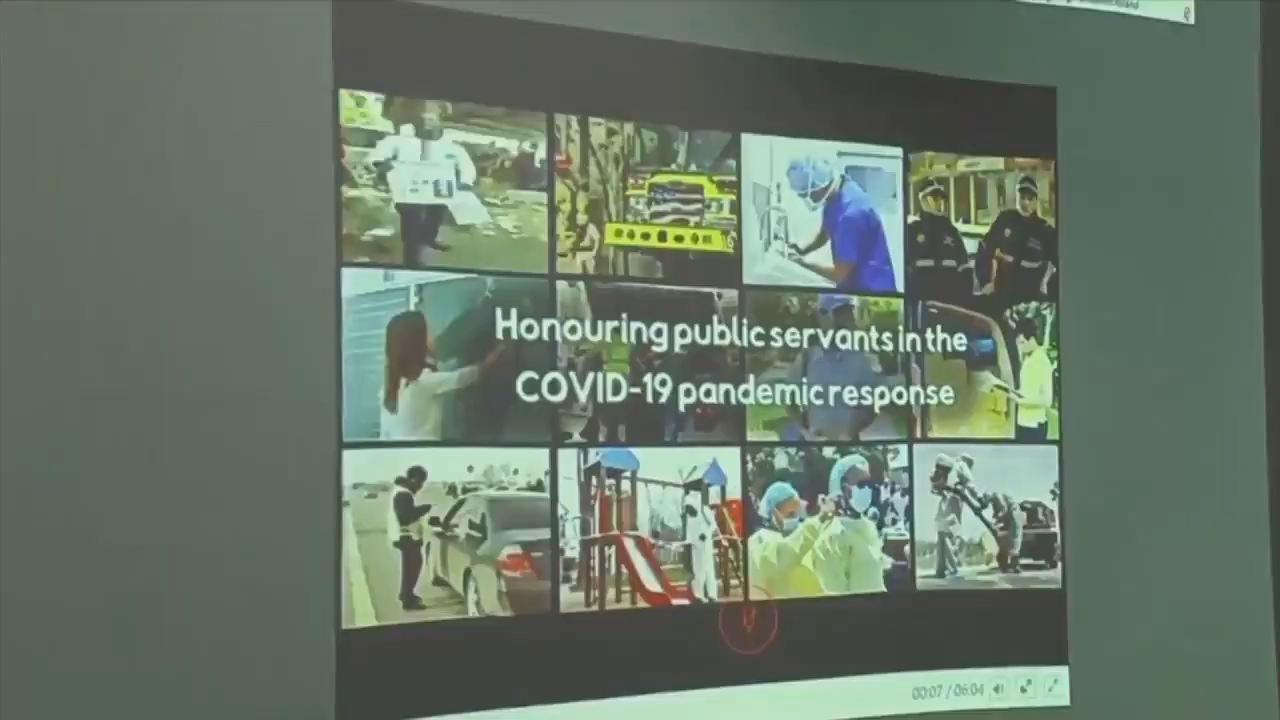 Honouring public servants in the
COVID-19 pandemic response
00:07 / 06:04